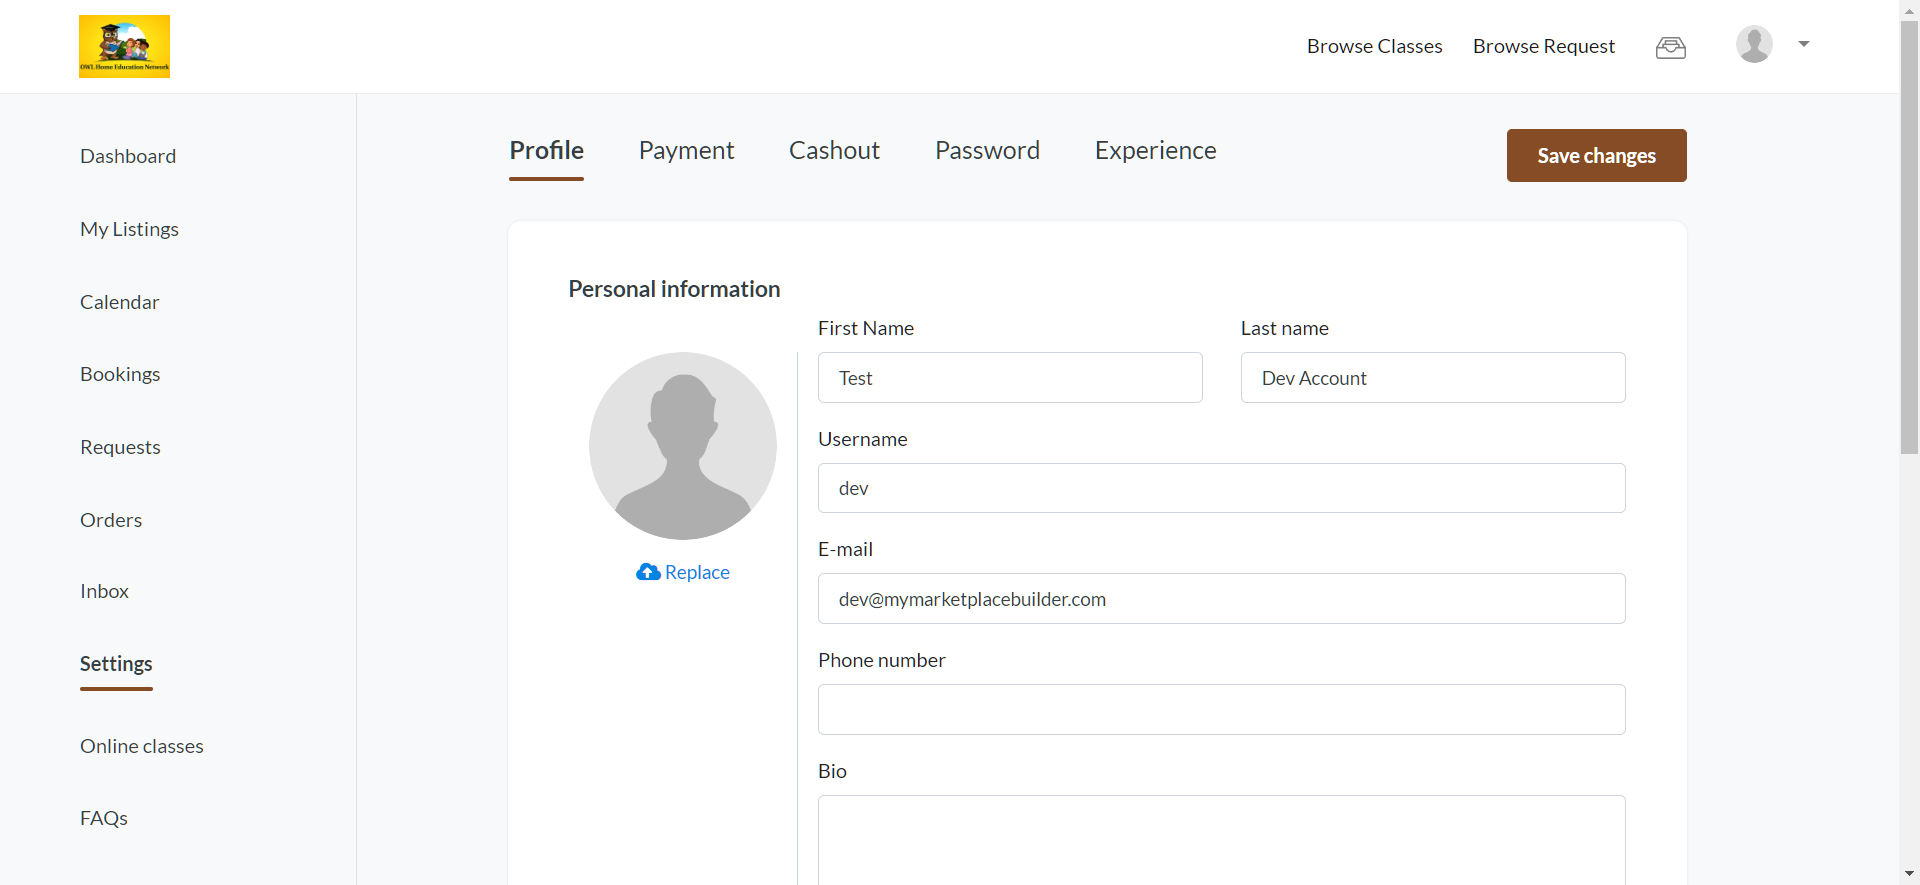 OWL Home Education Network
Browse Classes
Browse Request
Dashboard
My Listings
Calendar
Bookings
Requests
Orders
Inbox
Settings
Online classes
FAQs
Profile
Payment
Cashout
Password
Experience
Save changes
Personal information
Replace
First Name
Last name
Test
Dev Account
Username
dev
E-mail
dev@mymarketplacebuilder.com
Phone number
Bio